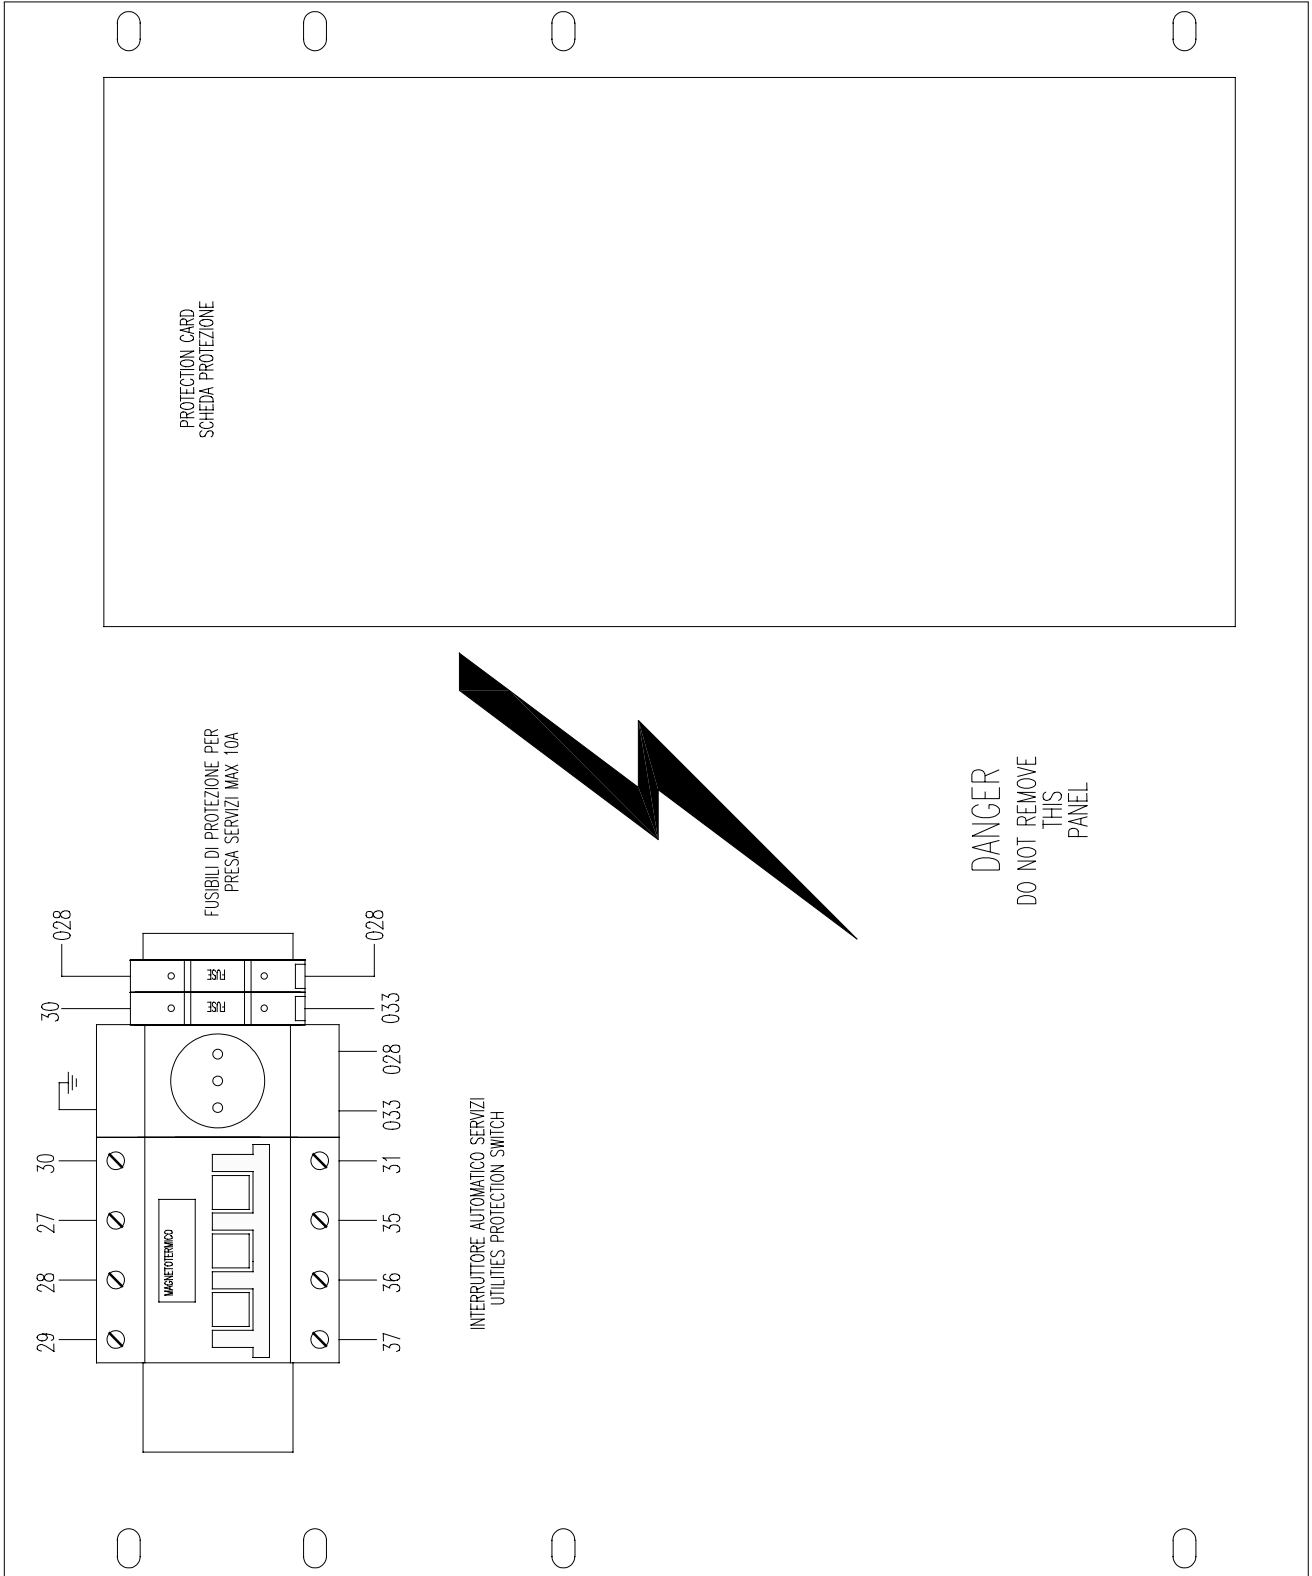 PROTECTION CARD
SCHEDA PROTEZIONE
FUSIBILI DI PROTEZIONE PER
PRESA SERVIZI MAX 10A
DANGER
DO NOT REMOVE
THIS
PANEL
29
28
27
30
30
028
MAGNETOTERMICO
FUSE
FUSE
37
36
35
31
033
028
033
028
INTERRUTTORE AUTOMATICO SERVIZI
UTILITIES PROTECTION SWITCH